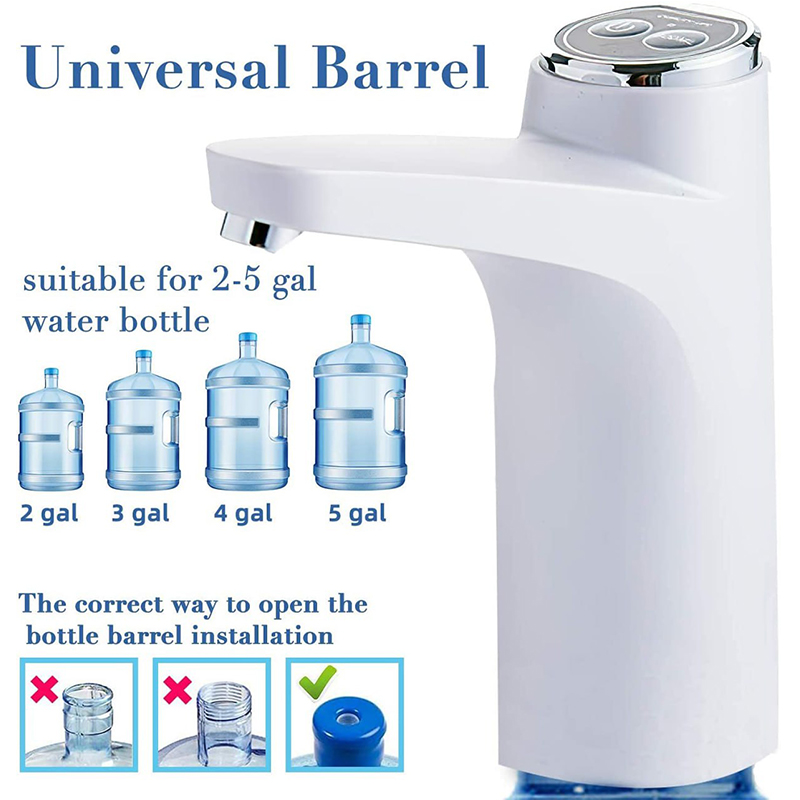 Universal Barrel
suitable for 2-5 gal
water bottle
2 gal 3 gal 4 gal 5 gal
The correct way to open the
bottle barrel installation